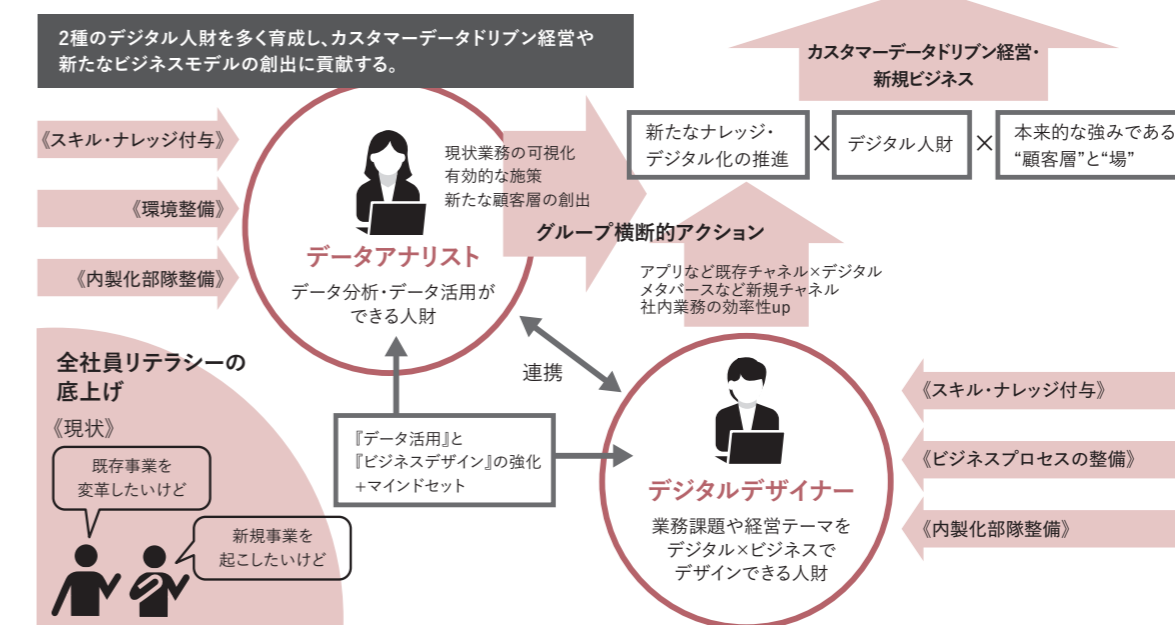 2種のデジタル人財を多く育成し、カスタマーデータドリブン経営や
新たなビジネスモデルの創出に貢献する。
カスタマーデータドリブン経営・
新規ビジネス
新たなナレッジ・
デジタル化の推進
×
デジタル人財
×
本来的な強みである
“顧客層”と“場”
《スキル・ナレッジ付与》
《環境整備》
《内製化部隊整備》
現状業務の可視化
有効的な施策
新たな顧客層の創出
グループ横断的アクション
データアナリスト
データ分析・データ活用が
できる人財
アプリなど既存チャネル×デジタル
メタバースなど新規チャネル
社内業務の効率性up
連携
全社員リテラシーの
底上げ
《現状》
既存事業を
変革したいけど
新規事業を
起こしたいけど
『データ活用』と
『ビジネスデザイン』の強化
+マインドセット
デジタルデザイナー
業務課題や経営テーマを
デジタル×ビジネスで
デザインできる人財
《スキル・ナレッジ付与》
《ビジネスプロセスの整備》
《内製化部隊整備》